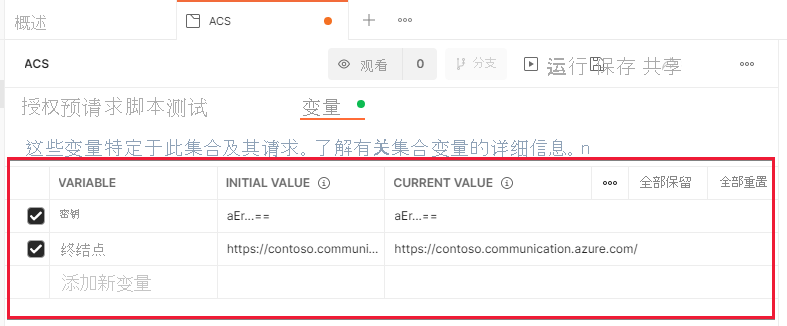 概述 ACS
ACS 观看 0 分支 运行 保存 共享
授权预请求脚本测试 变量
这些变量特定于此集合及其请求。了解有关集合变量的详细信息。n
VARIABLE INITIAL VALUE CURRENT VALUE 全部保留 全部重置
密钥 aEr...== aEr...==
终结点 https://contoso.communi... https://contoso.communication.azure.com/
添加新变量